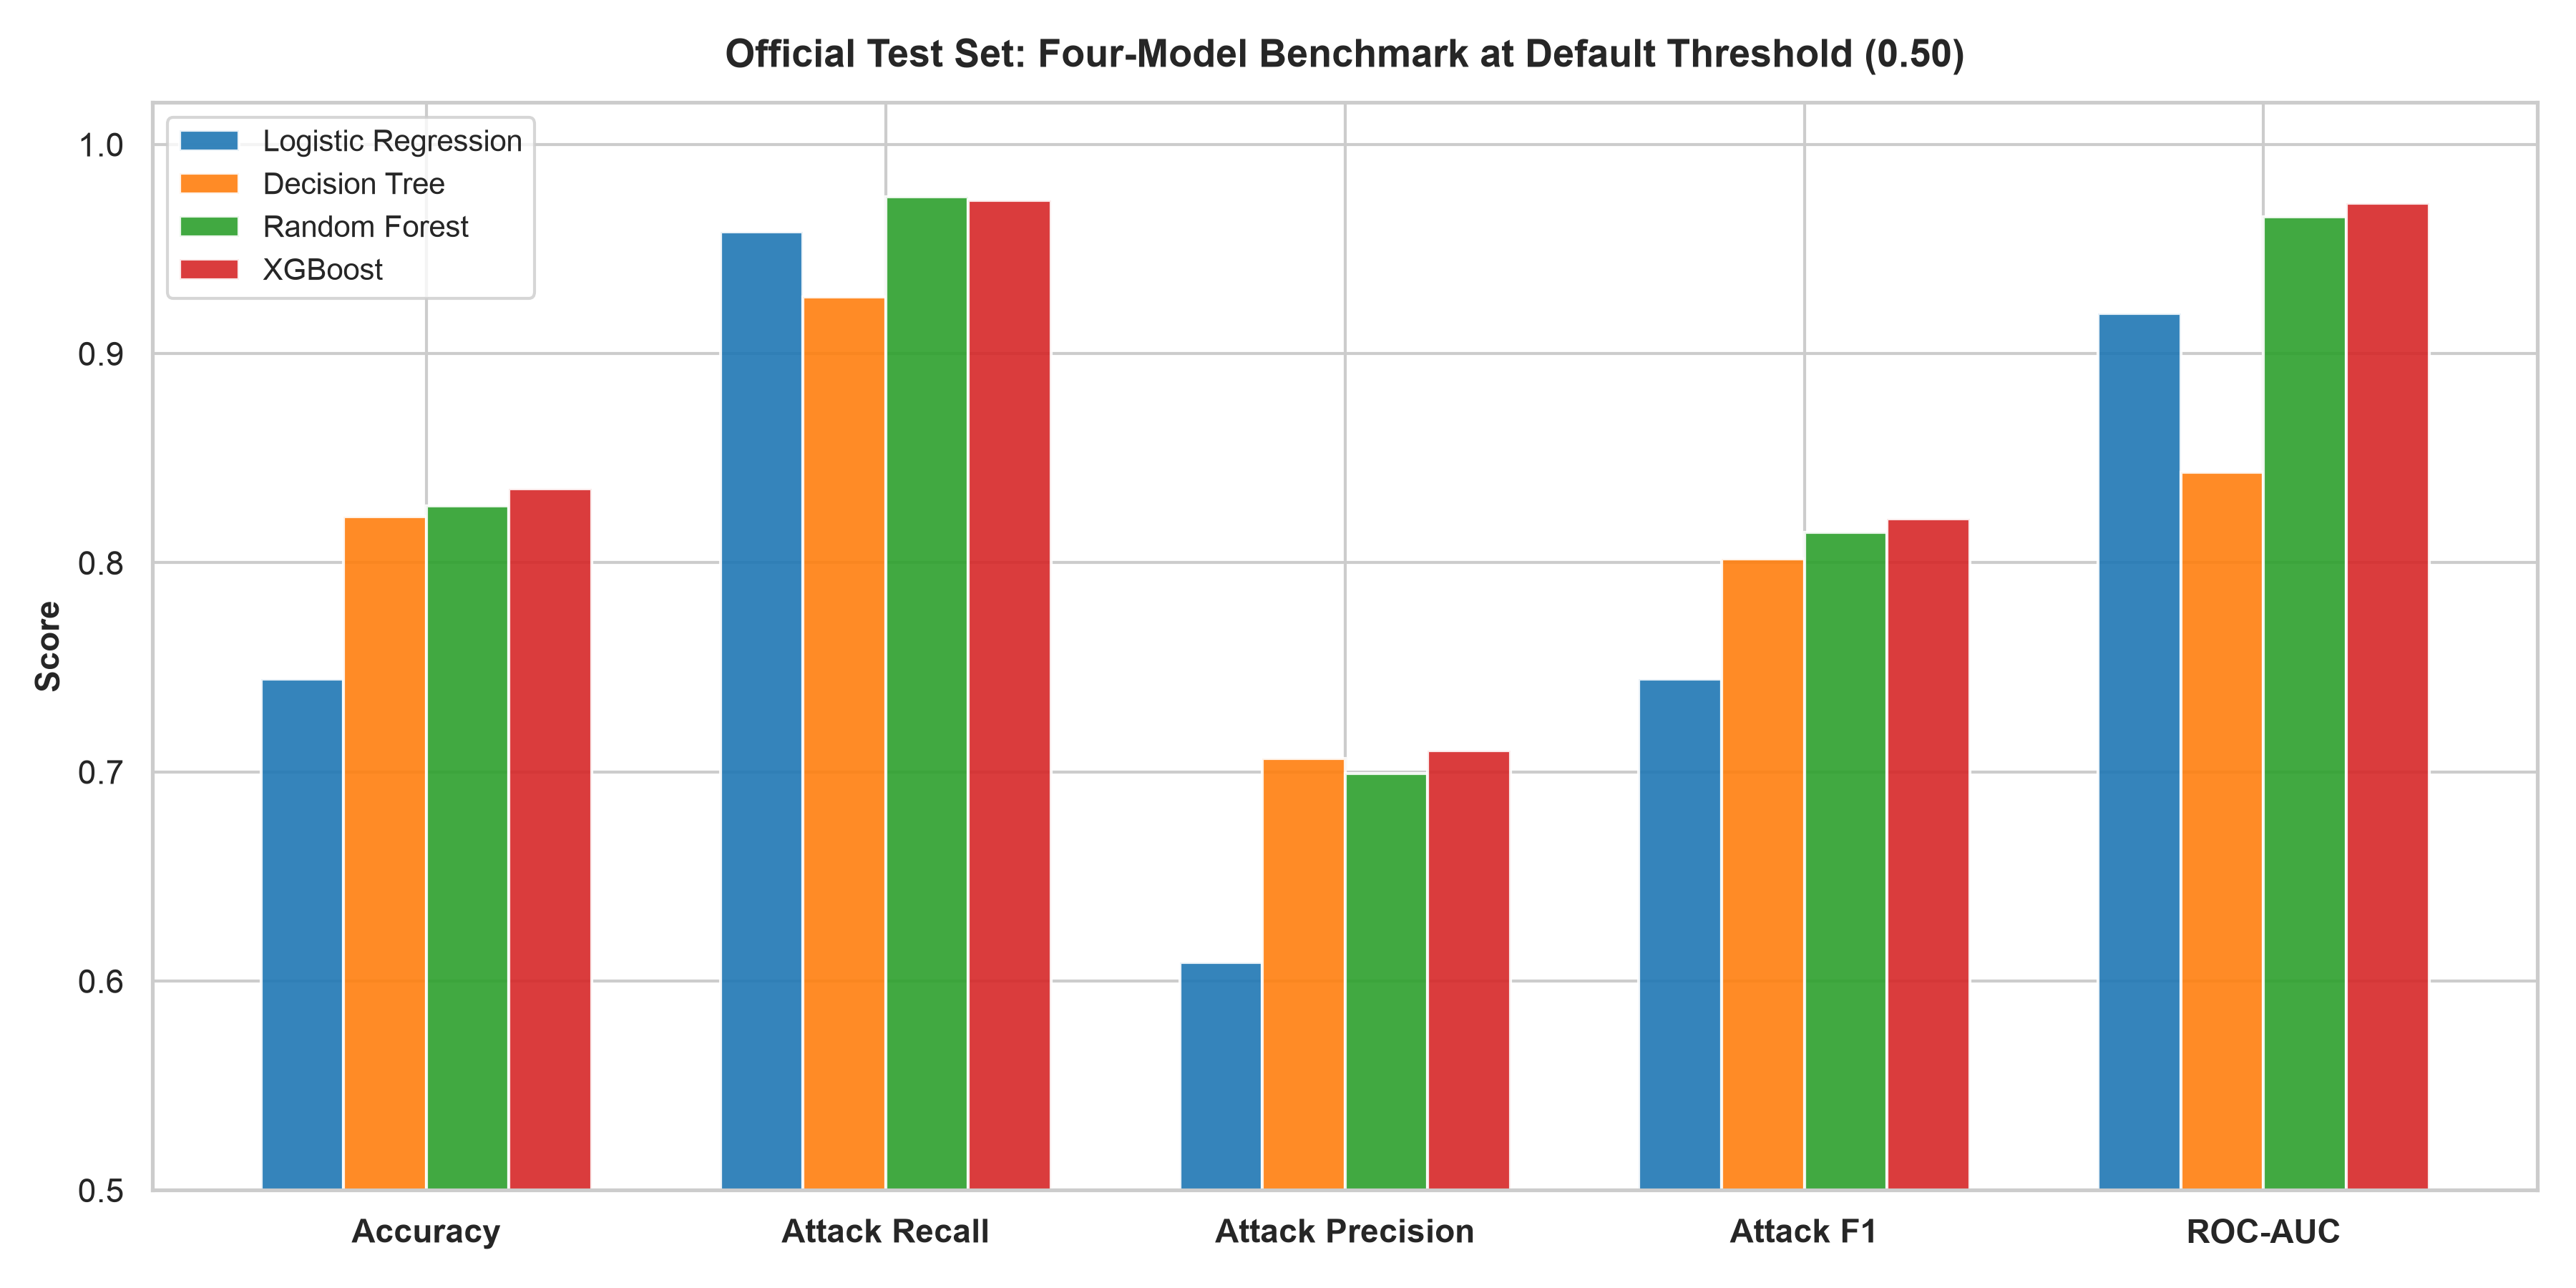 Official Test Set: Four-Model Benchmark at Default Threshold (0.50)
Logistic Regression
Decision Tree
Random Forest
XGBoost
1.0
0.9
0.8
0.7
0.6
0.5
Score
Accuracy
Attack Recall
Attack Precision
Attack F1
ROC-AUC